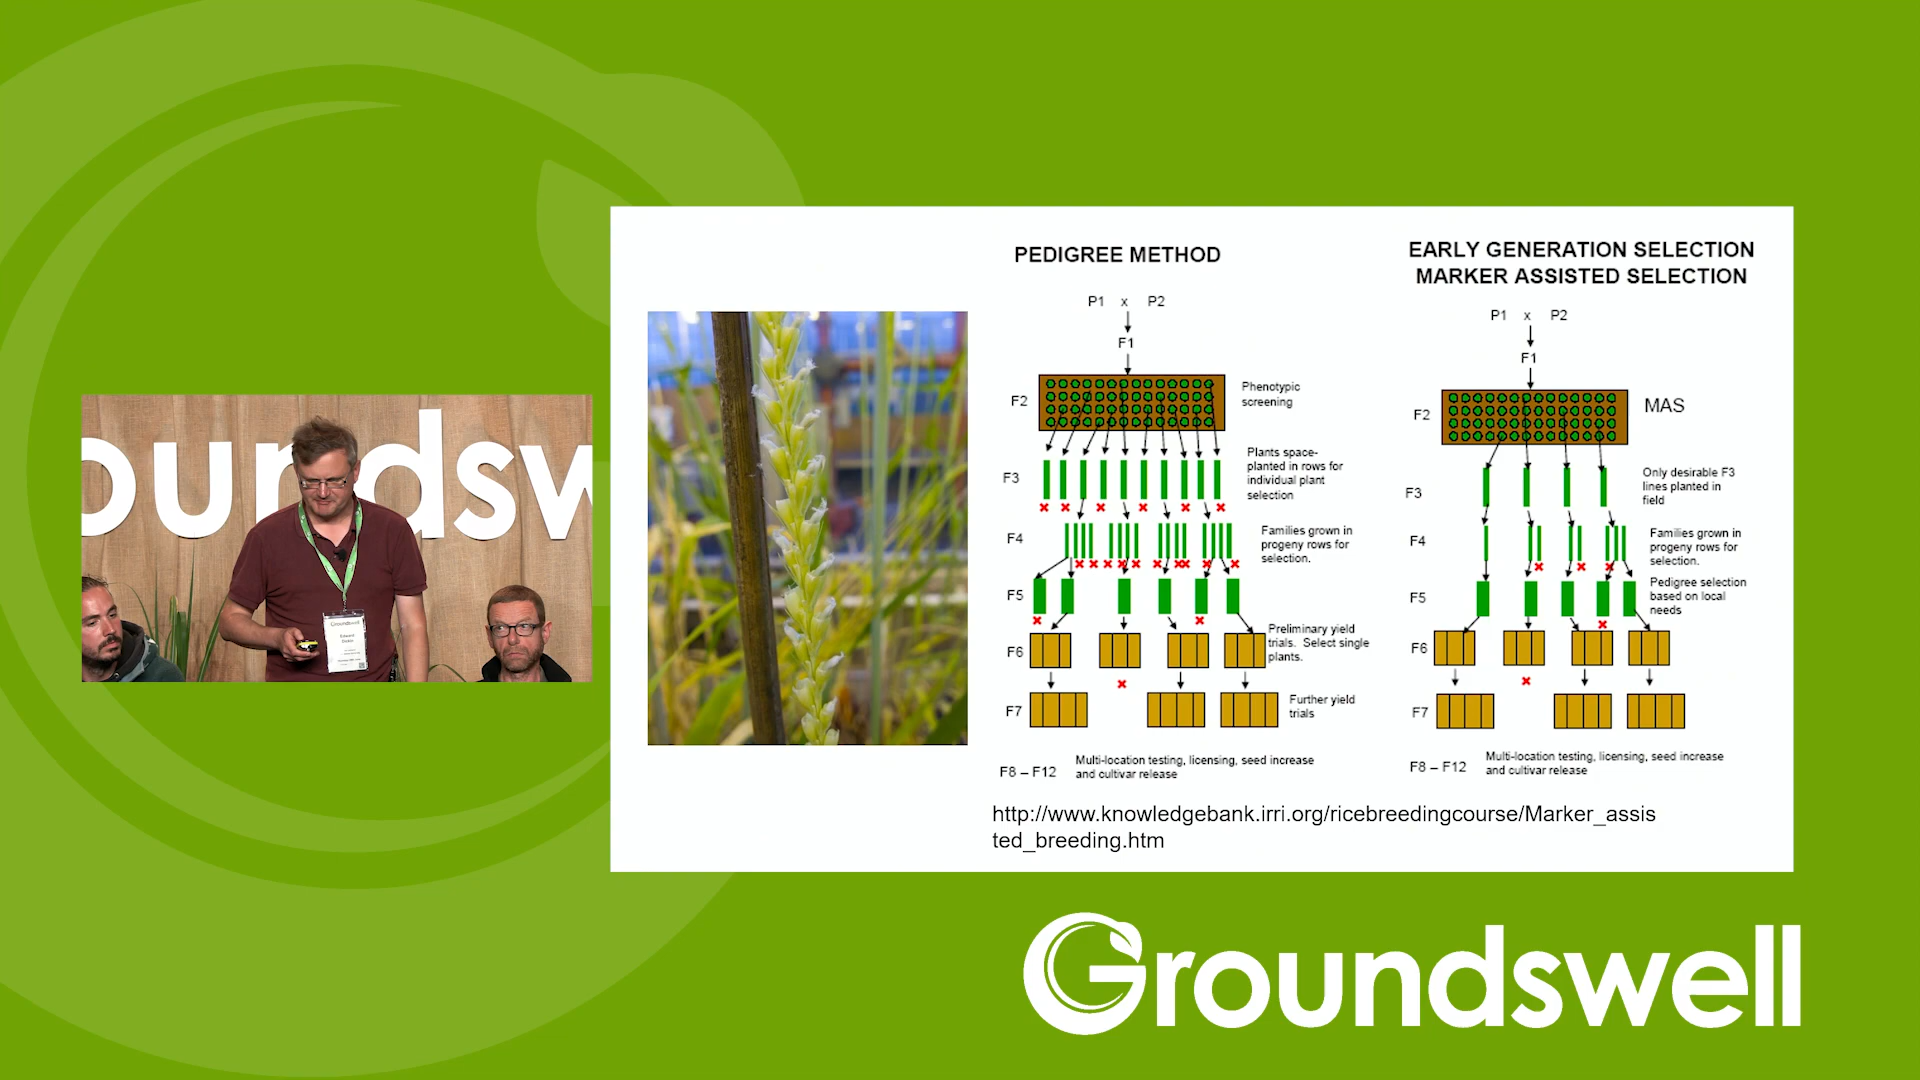 oundsw
Groundswell
Edward
PEDIGREE METHOD
P1 x P2
F1
F2
Phenotypic
screening
F3
Plants space-
planted in rows for
individual plant
selection
F4
Families grown in
progeny rows for
selection.
F5
F6
Preliminary yield
trials. Select single
plants.
F7
Further yield
trials
F8 – F12
Multi-location testing, licensing, seed increase
and cultivar release
EARLY GENERATION SELECTION
MARKER ASSISTED SELECTION
P1 x P2
F1
F2
MAS
F3
Only desirable F3
lines planted in
field
F4
Families grown in
progeny rows for
selection.
F5
Pedigree selection
based on local
needs
F6
F7
F8 – F12
Multi-location testing, licensing, seed increase
and cultivar release
http://www.knowledgebank.irri.org/ricebreedingcourse/Marker_assis
ted_breeding.htm
Groundswell